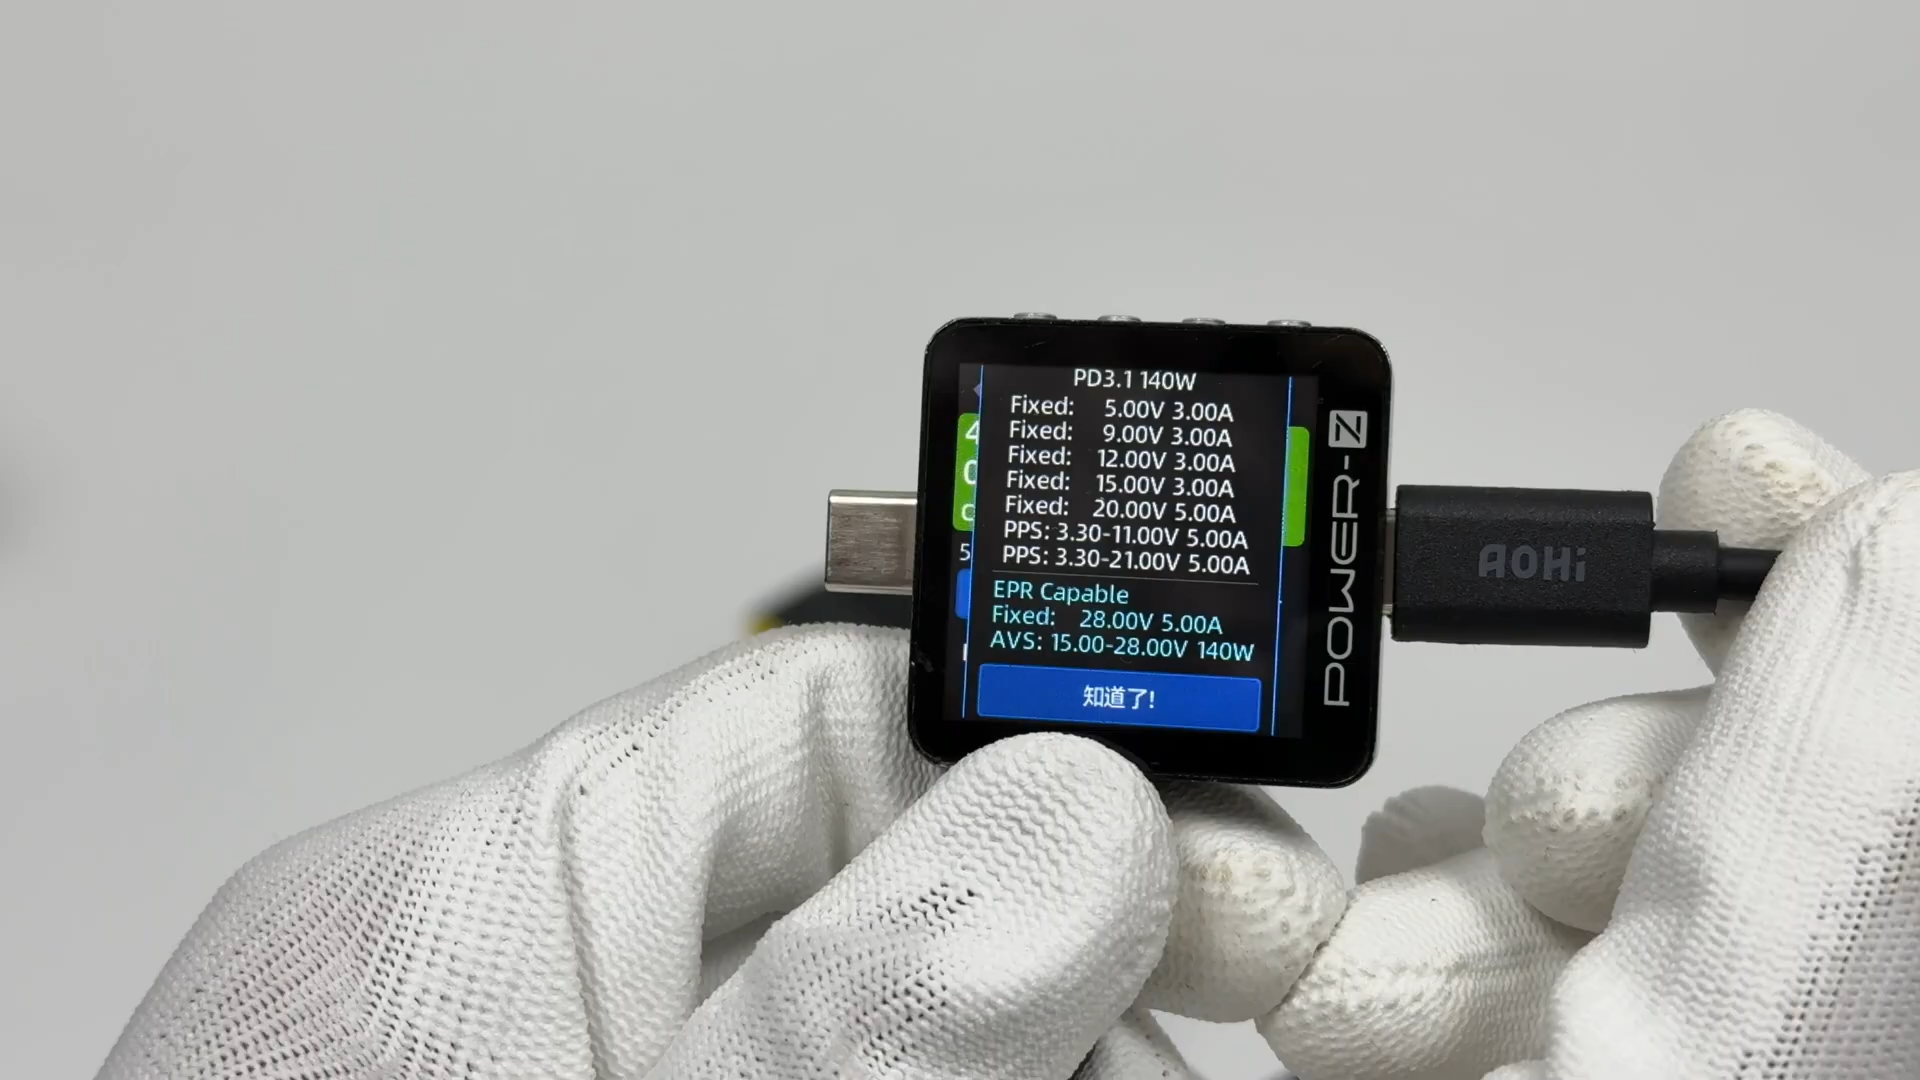 PD3.1 140W
Fixed: 5.00V 3.00A
Fixed: 9.00V 3.00A
Fixed: 12.00V 3.00A
Fixed: 15.00V 3.00A
Fixed: 20.00V 5.00A
PPS: 3.30-11.00V 5.00A
PPS: 3.30-21.00V 5.00A
EPR Capable
Fixed: 28.00V 5.00A
AVS: 15.00-28.00V 140W
知道了!
POWER-Z
AOHi